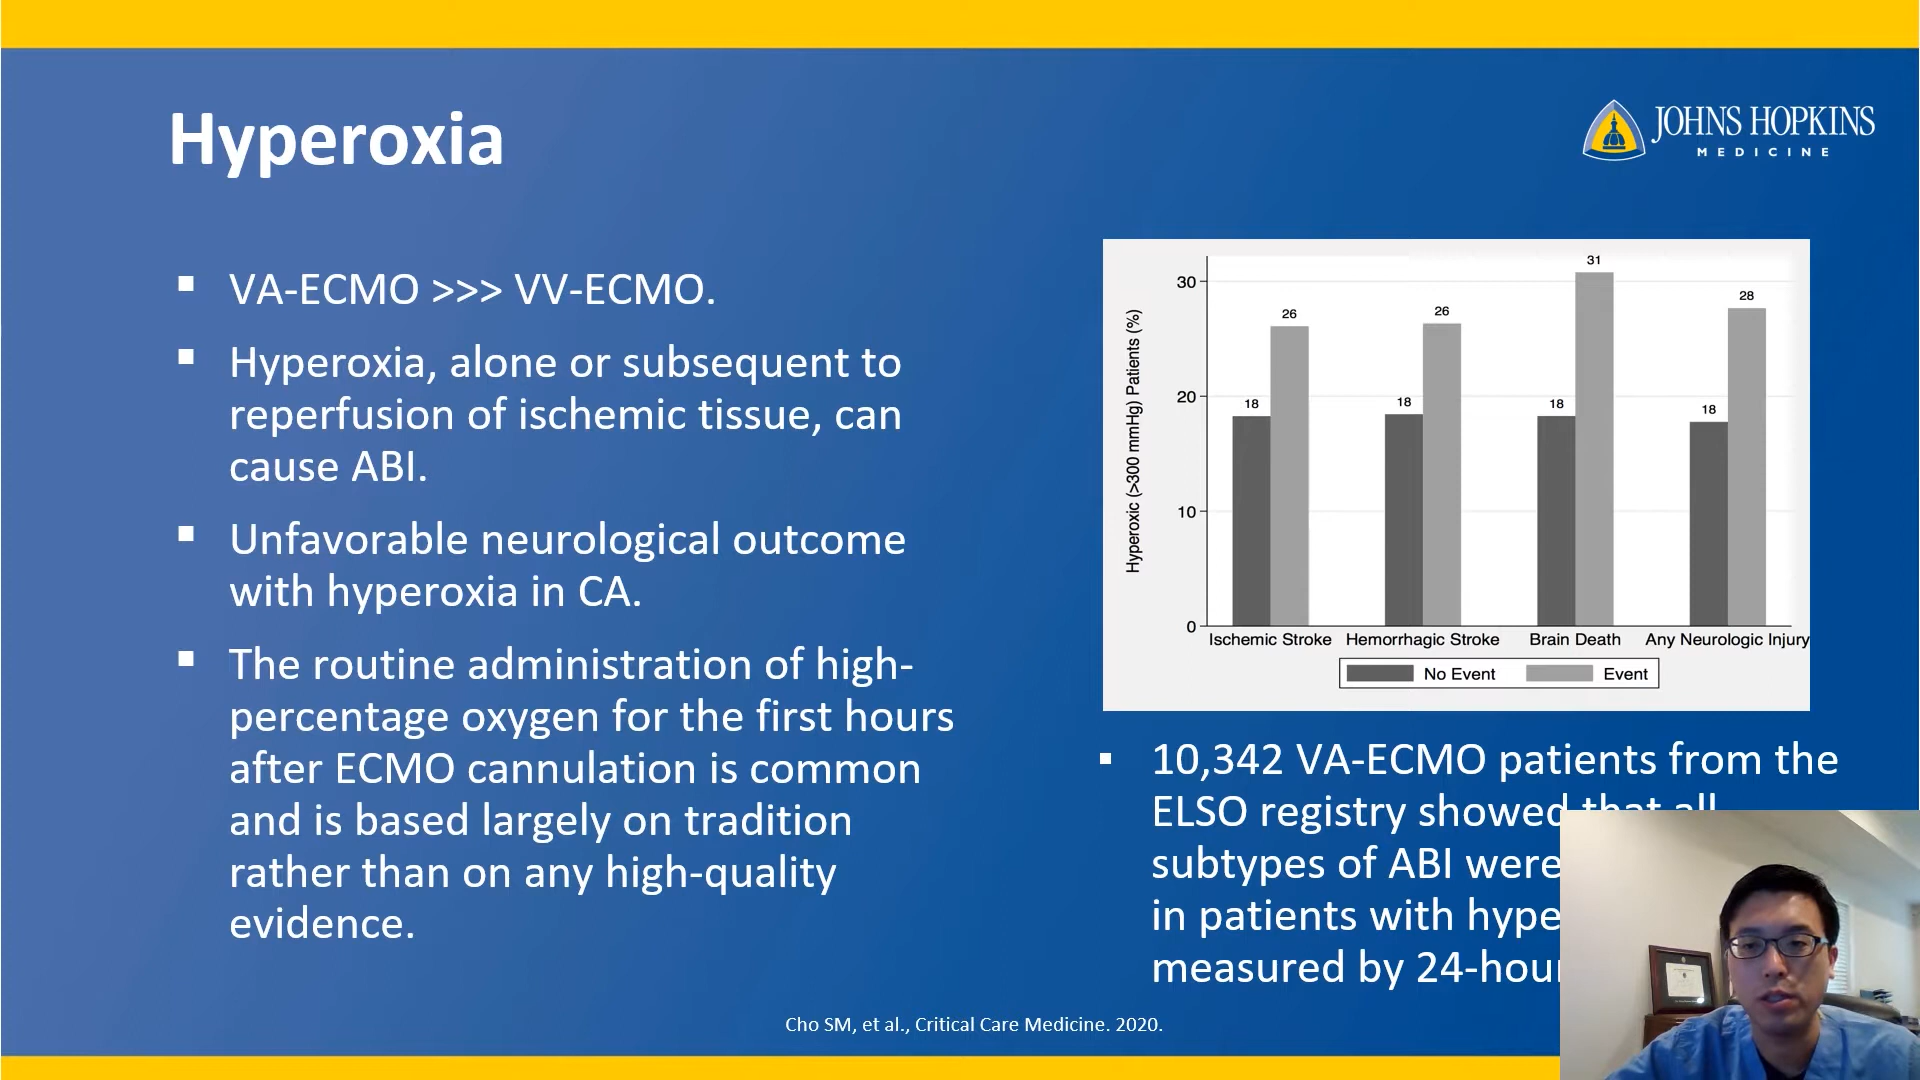 Hyperoxia
JOHNS HOPKINS
MEDICINE
VA-ECMO >>> VV-ECMO.
Hyperoxia, alone or subsequent to
reperfusion of ischemic tissue, can
cause ABI.
Unfavorable neurological outcome
with hyperoxia in CA.
The routine administration of high-
percentage oxygen for the first hours
after ECMO cannulation is common
and is based largely on tradition
rather than on any high-quality
evidence.
Hyperoxic (>300 mmHg) Patients (%)
30
20
10
0
18
26
18
26
18
31
18
28
Ischemic Stroke
Hemorrhagic Stroke
Brain Death
Any Neurologic Injury
No Event
Event
10,342 VA-ECMO patients from the
ELSO registry showed that all
subtypes of ABI were
in patients with
measured by
Cho SM, et al., Critical Care Medicine. 2020.